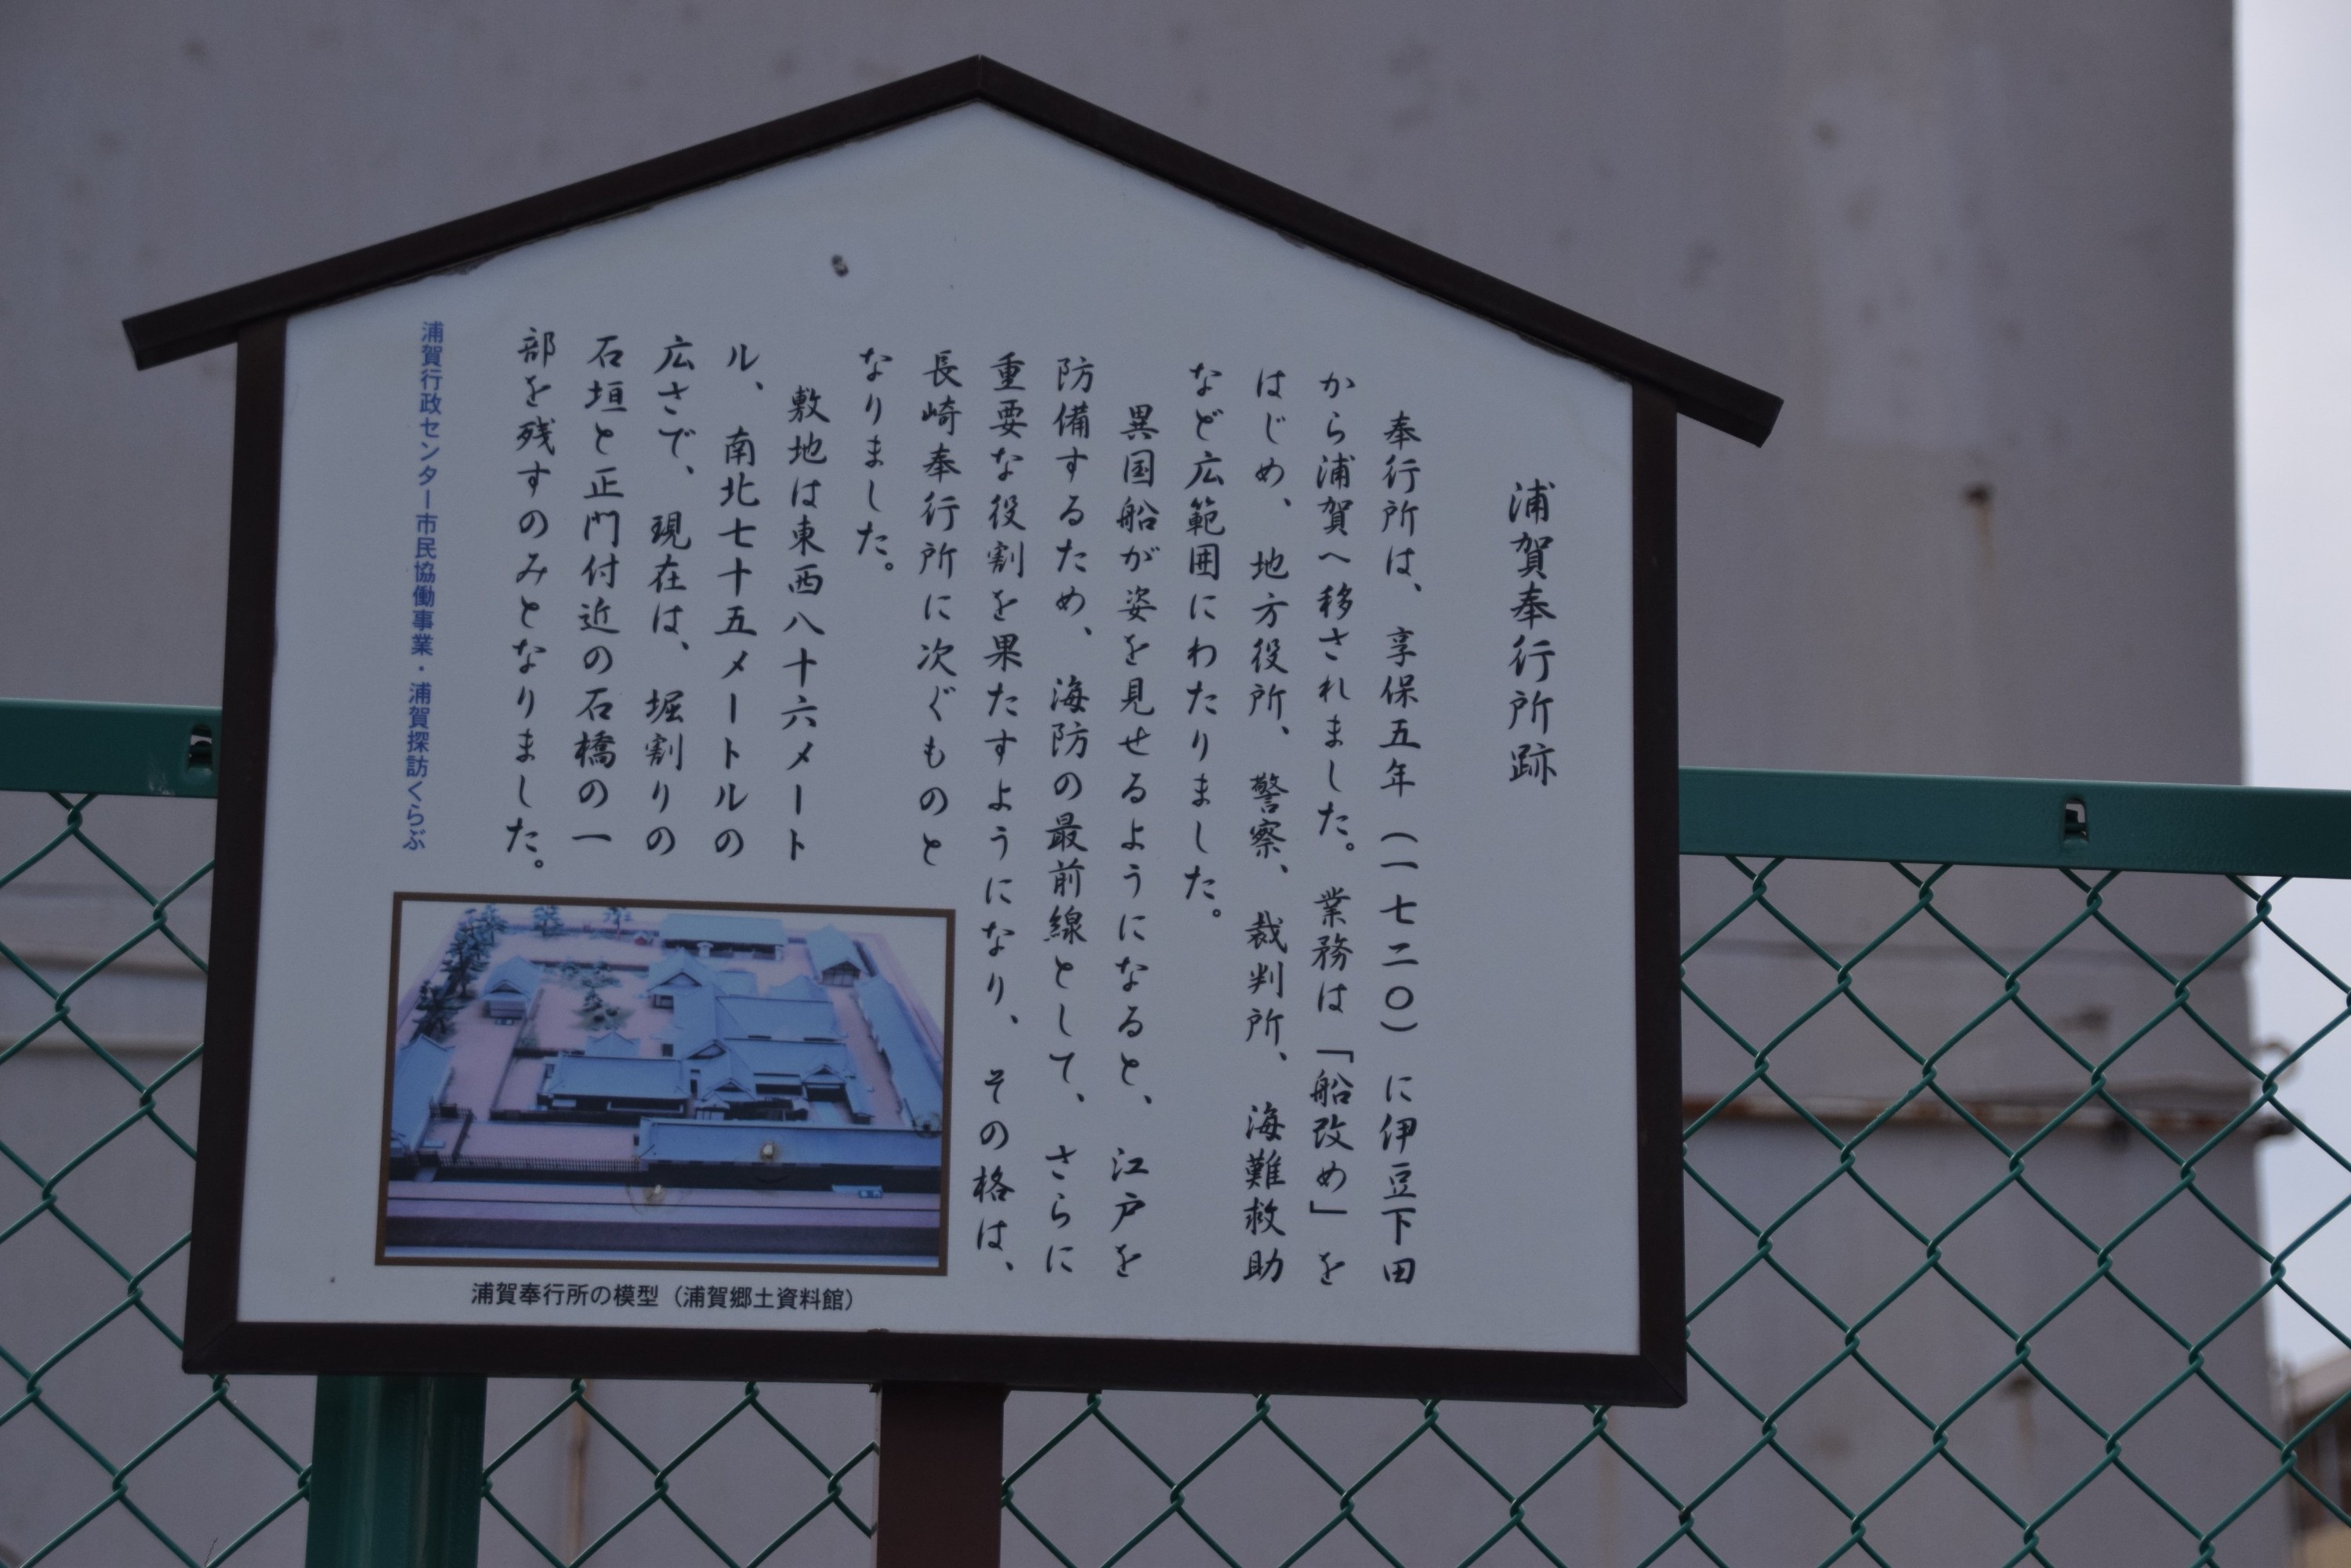 浦賀奉行所跡
奉行所は、享保五年（一七二〇）に伊豆下田
から浦賀へ移されました。業務は「船改め」を
はじめ、地方役所、警察、裁判所、海難救助
など広範囲にわたりました。
異国船が姿を見せるようになると、江戸を
防備するため、海防の最前線として、さらに
重要な役割を果たすようになり、その格は、
長崎奉行所に次ぐものと
なりました。
敷地は東西八十六メート
ル、南北七十五メートルの
広さで、現在は、堀割りの
石垣と正門付近の石橋の一
部を残すのみとなりました。
浦賀行政センター市民協働事業・浦賀探訪くらぶ
浦賀奉行所の模型（浦賀郷土資料館）